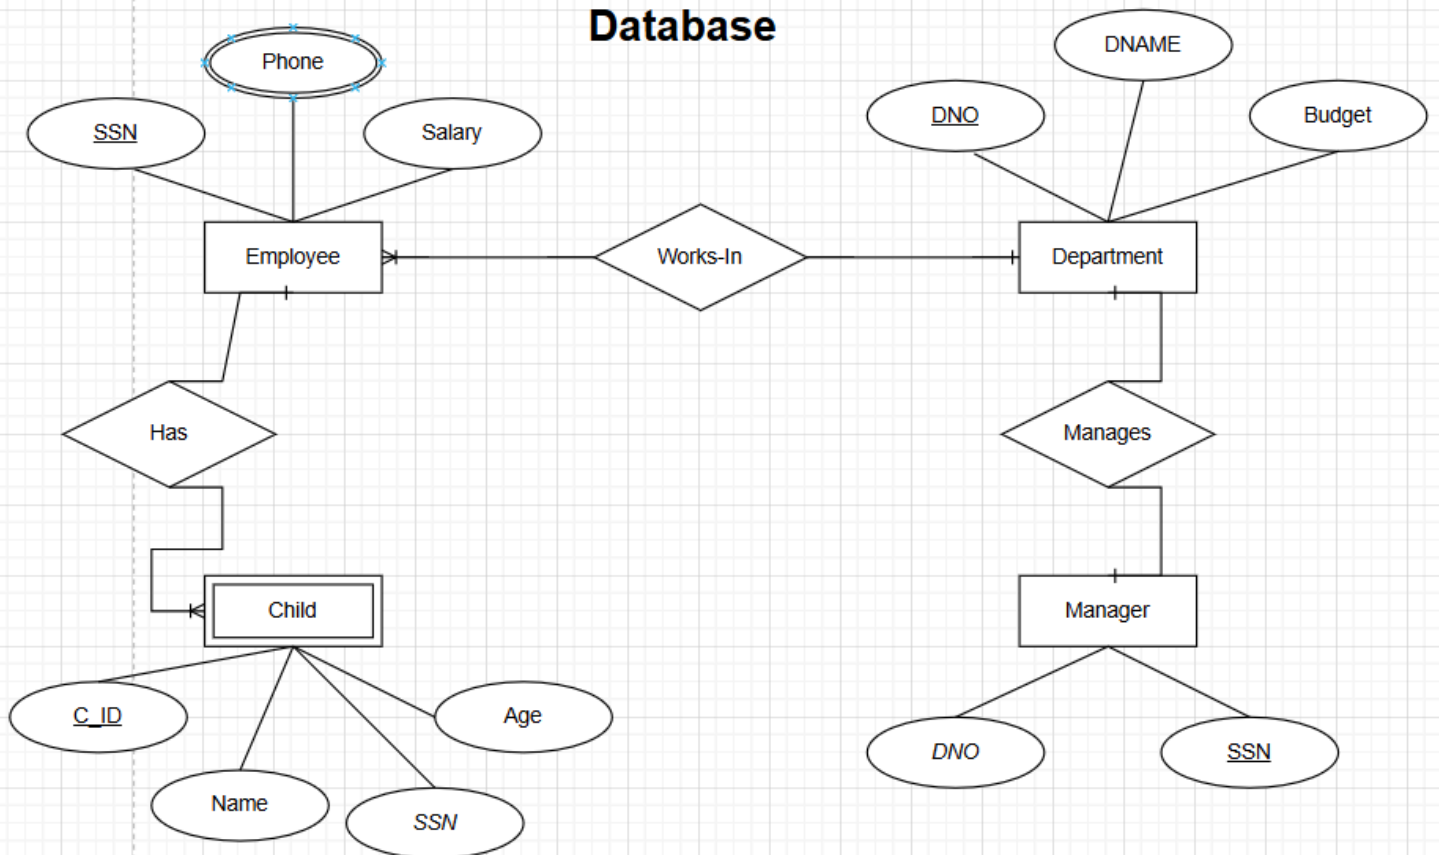 Database
Phone
SSN
Salary
DNO
DNAME
Budget
Employee
Works-In
Department
Has
Manages
Child
Manager
C_ID
Name
SSN
Age
DNO
SSN